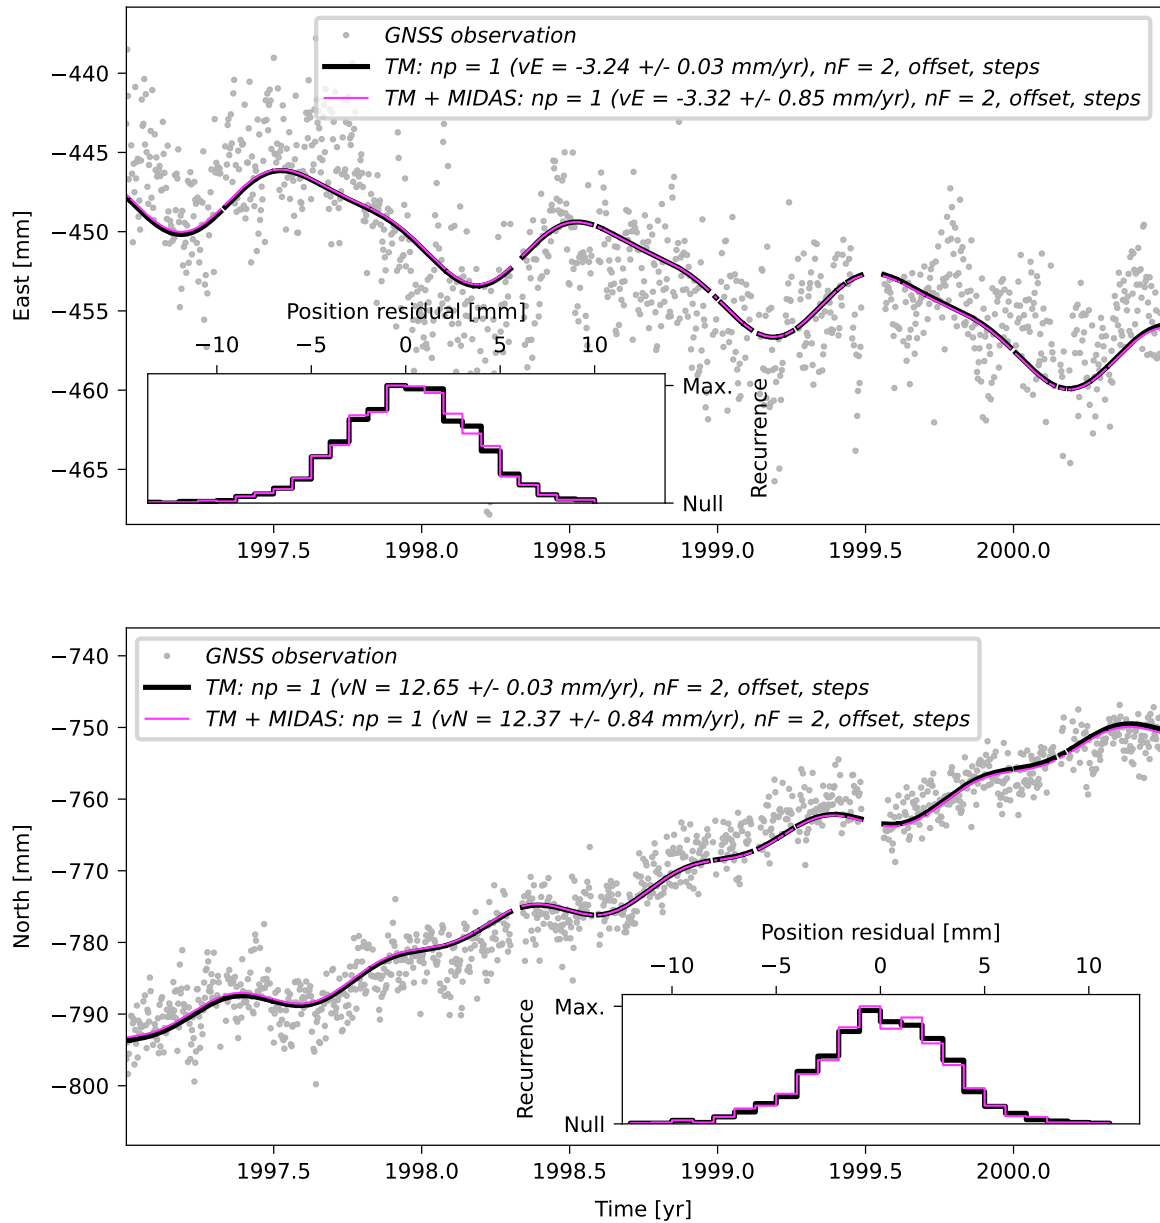 GNSS observation
TM: np = 1 (vE = -3.24 +/- 0.03 mm/yr), nF = 2, offset, steps
TM + MIDAS: np = 1 (vE = -3.32 +/- 0.85 mm/yr), nF = 2, offset, steps
−440
−445
−450
−455
−460
−465
East [mm]
Position residual [mm]
−10 −5 0 5 10
Max.
Null
Recurrence
1997.5 1998.0 1998.5 1999.0 1999.5 2000.0
GNSS observation
TM: np = 1 (vN = 12.65 +/- 0.03 mm/yr), nF = 2, offset, steps
TM + MIDAS: np = 1 (vN = 12.37 +/- 0.84 mm/yr), nF = 2, offset, steps
−740
−750
−760
−770
−780
−790
−800
North [mm]
Position residual [mm]
−10 −5 0 5 10
Max.
Null
Recurrence
1997.5 1998.0 1998.5 1999.0 1999.5 2000.0
Time [yr]